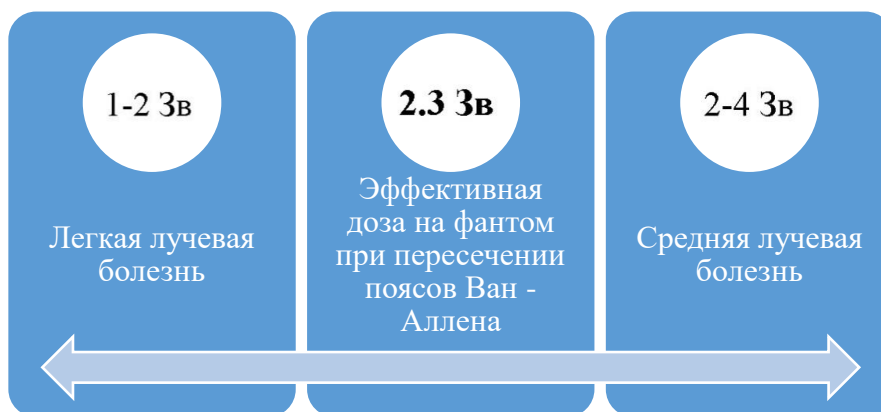 1-2 Зв
Легкая лучевая
болезнь
2.3 Зв
Эффективная
доза на фантом
при пересечении
поясов Ван -
Аллена
2-4 Зв
Средняя лучевая
болезнь